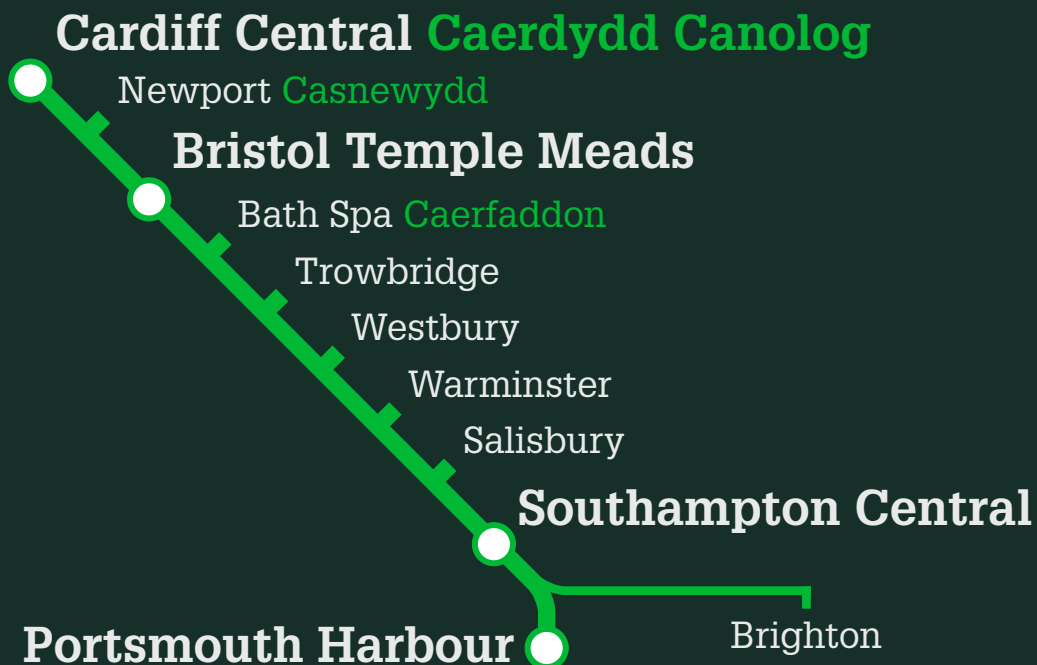 Cardiff Central Caerdydd Canolog
Newport Casnewydd
Bristol Temple Meads
Bath Spa Caerfaddon
Trowbridge
Westbury
Warminster
Salisbury
Southampton Central
Brighton
Portsmouth Harbour